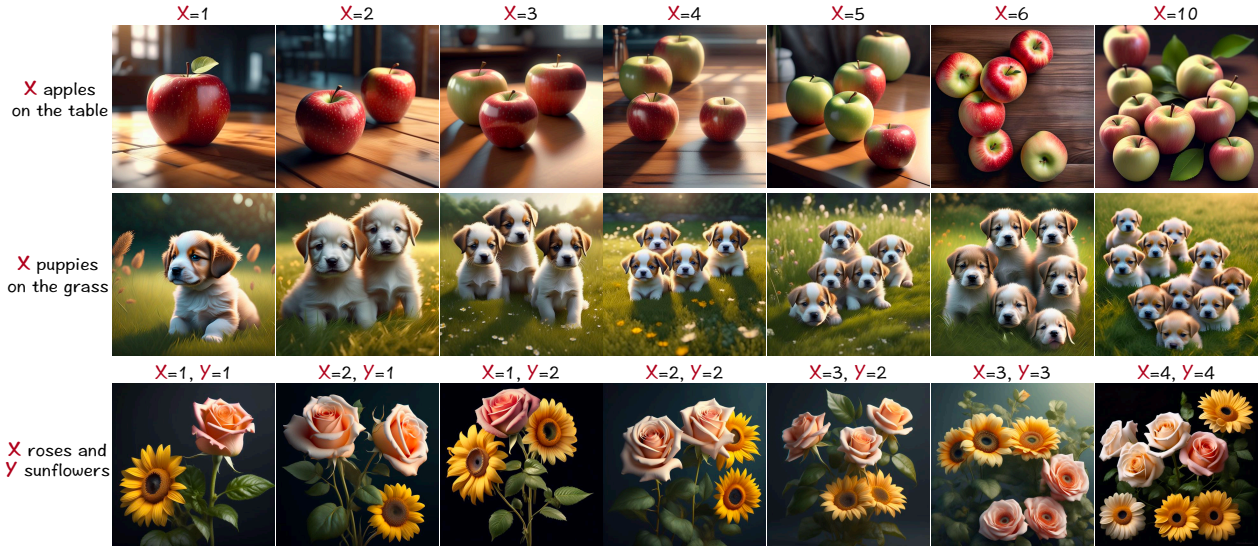 X=1
X=2
X=3
X=4
X=5
X=6
X=10
X apples
on the table
X puppies
on the grass
X=1, Y=1
X=2, Y=1
X=1, Y=2
X=2, Y=2
X=3, Y=2
X=3, Y=3
X=4, Y=4
X roses and
Y sunflowers